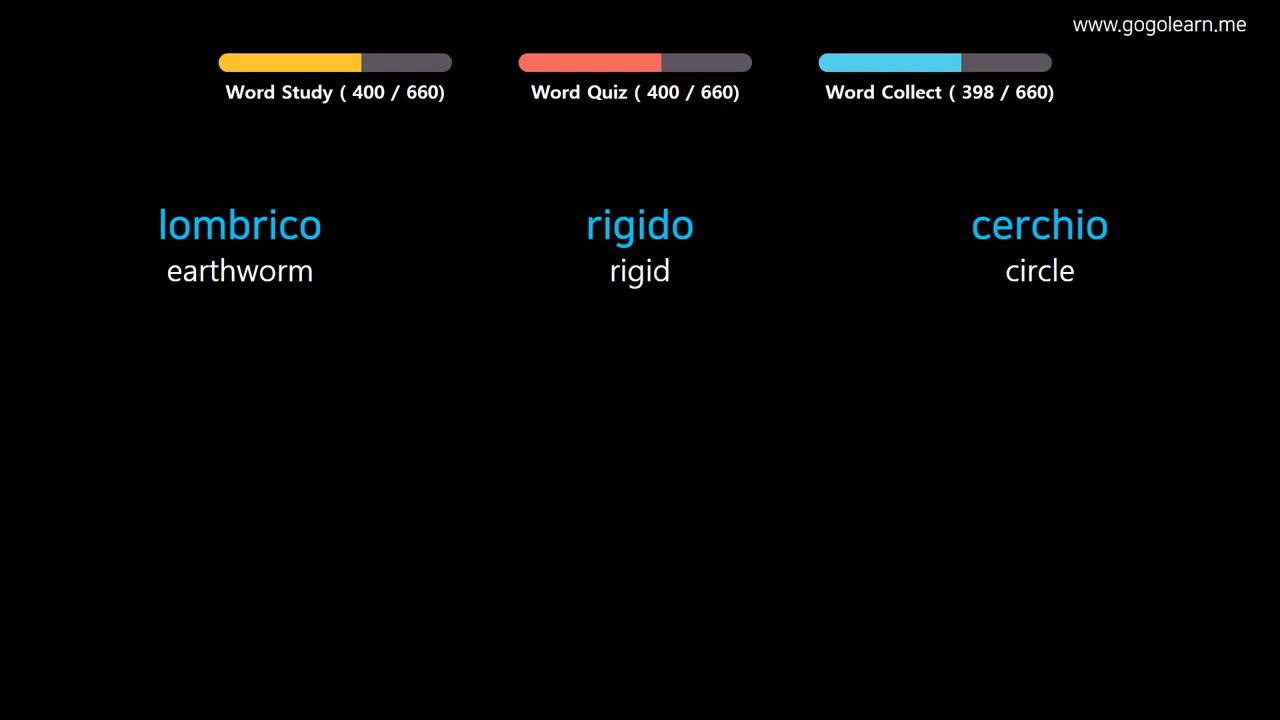 www.gogolearn.me
Word Study ( 400 / 660)
Word Quiz ( 400 / 660)
Word Collect ( 398 / 660)
lombrico
earthworm
rigido
rigid
cerchio
circle